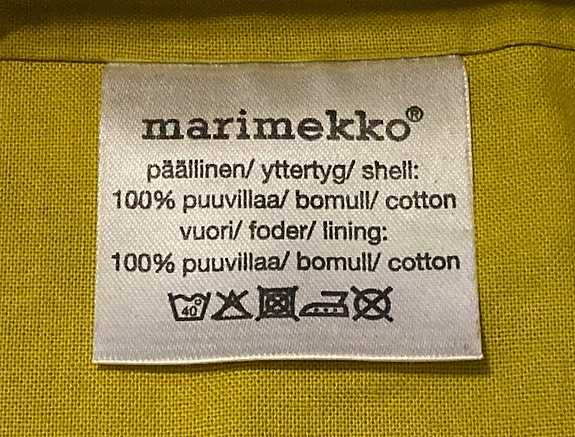 marimekko®
päällinen/ yttertyg/ shell:
100% puuvillaa/ bomull/ cotton
vuori/ foder/ lining:
100% puuvillaa/ bomull/ cotton
40°